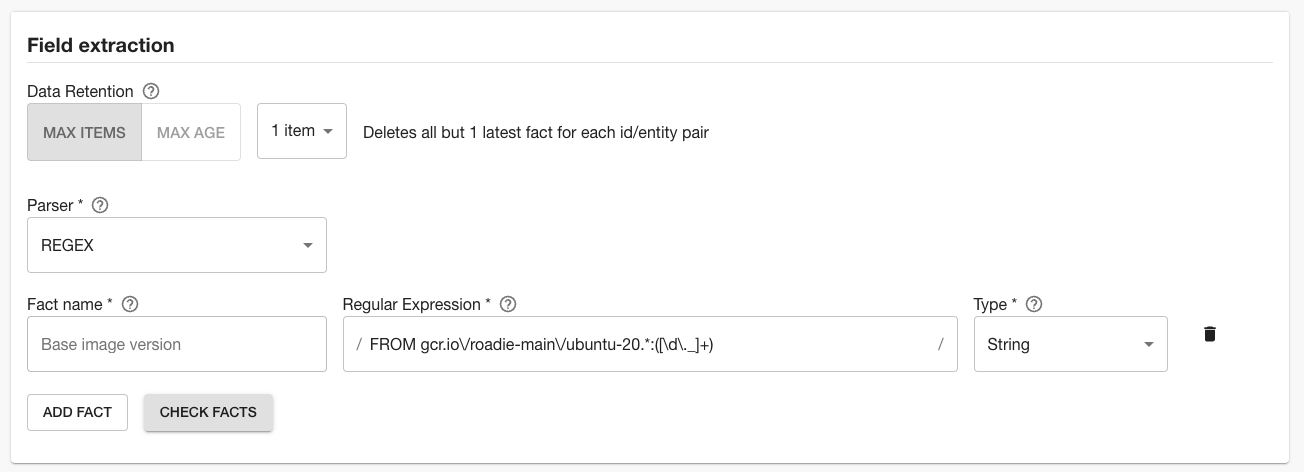 Field extraction
Data Retention ?
MAX ITEMS MAX AGE 1 item Deletes all but 1 latest fact for each id/entity pair
Parser * ?
REGEX
Fact name * ? Regular Expression * ? Type * ?
Base image version / FROM gcr.io\/roadie-main\/ubuntu-20.*:([\d\._]+) / String
ADD FACT CHECK FACTS